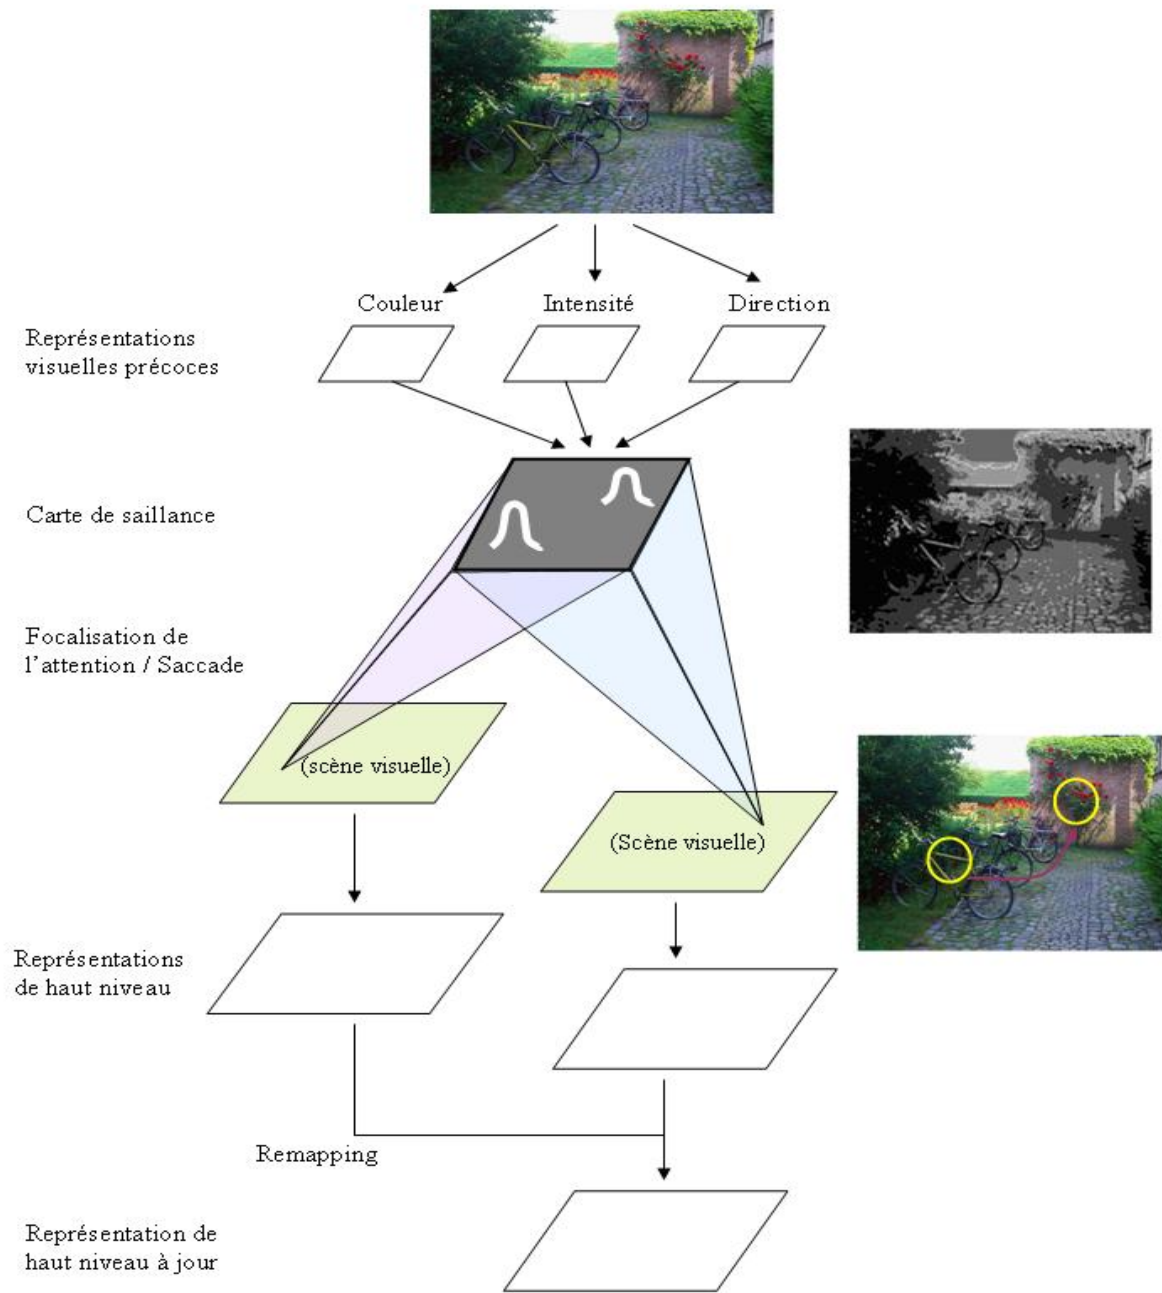 Couleur
Intensité
Direction
Représentations
visuelles précoces
Carte de saillance
Focalisation de
l'attention / Saccade
(scène visuelle)
(Scène visuelle)
Représentations
de haut niveau
Remapping
Représentation de
haut niveau à jour